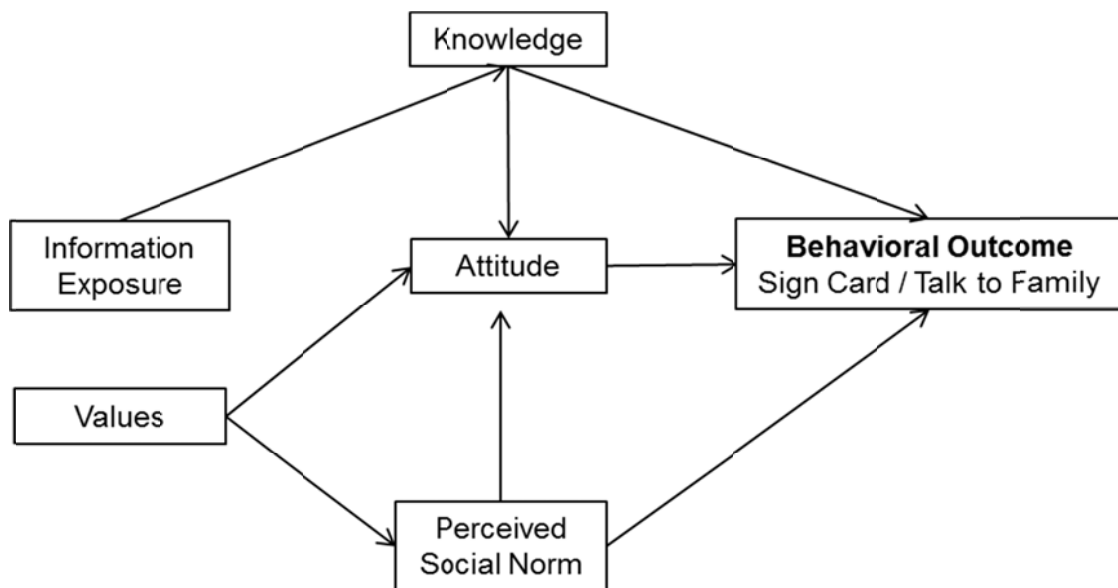 Knowledge
Information
Exposure
Attitude
Behavioral Outcome
Sign Card / Talk to Family
Values
Perceived
Social Norm